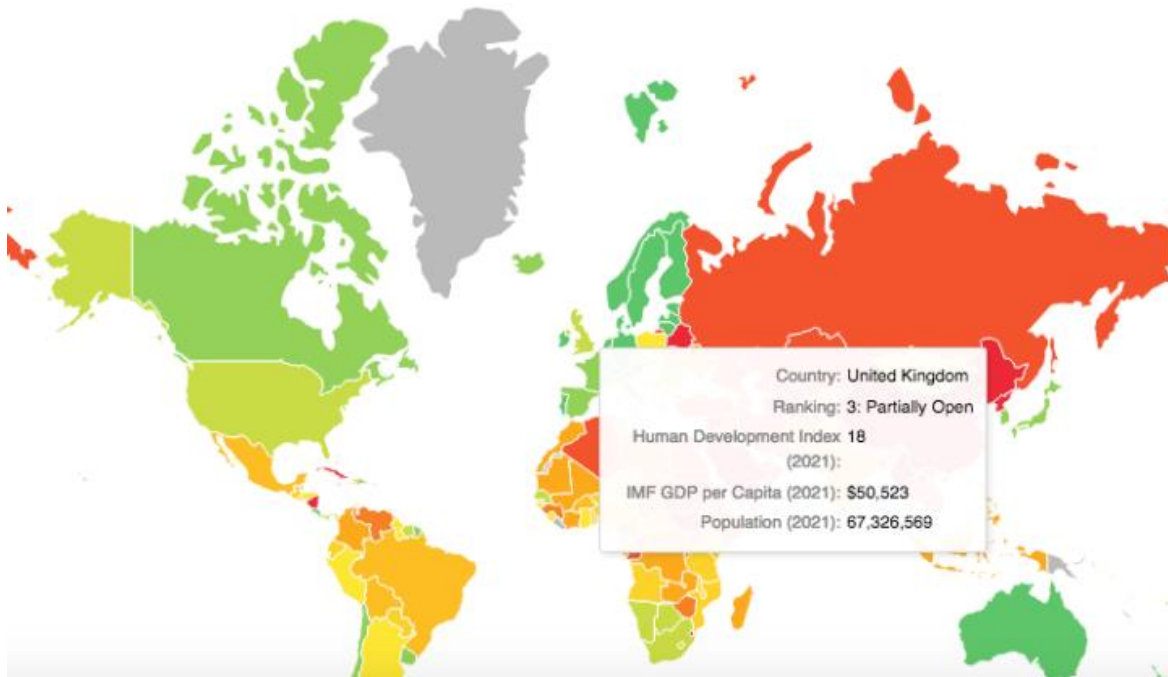 Country: United Kingdom
Ranking: 3: Partially Open
Human Development Index 18
(2021):
IMF GDP per Capita (2021): $50,523
Population (2021): 67,326,569